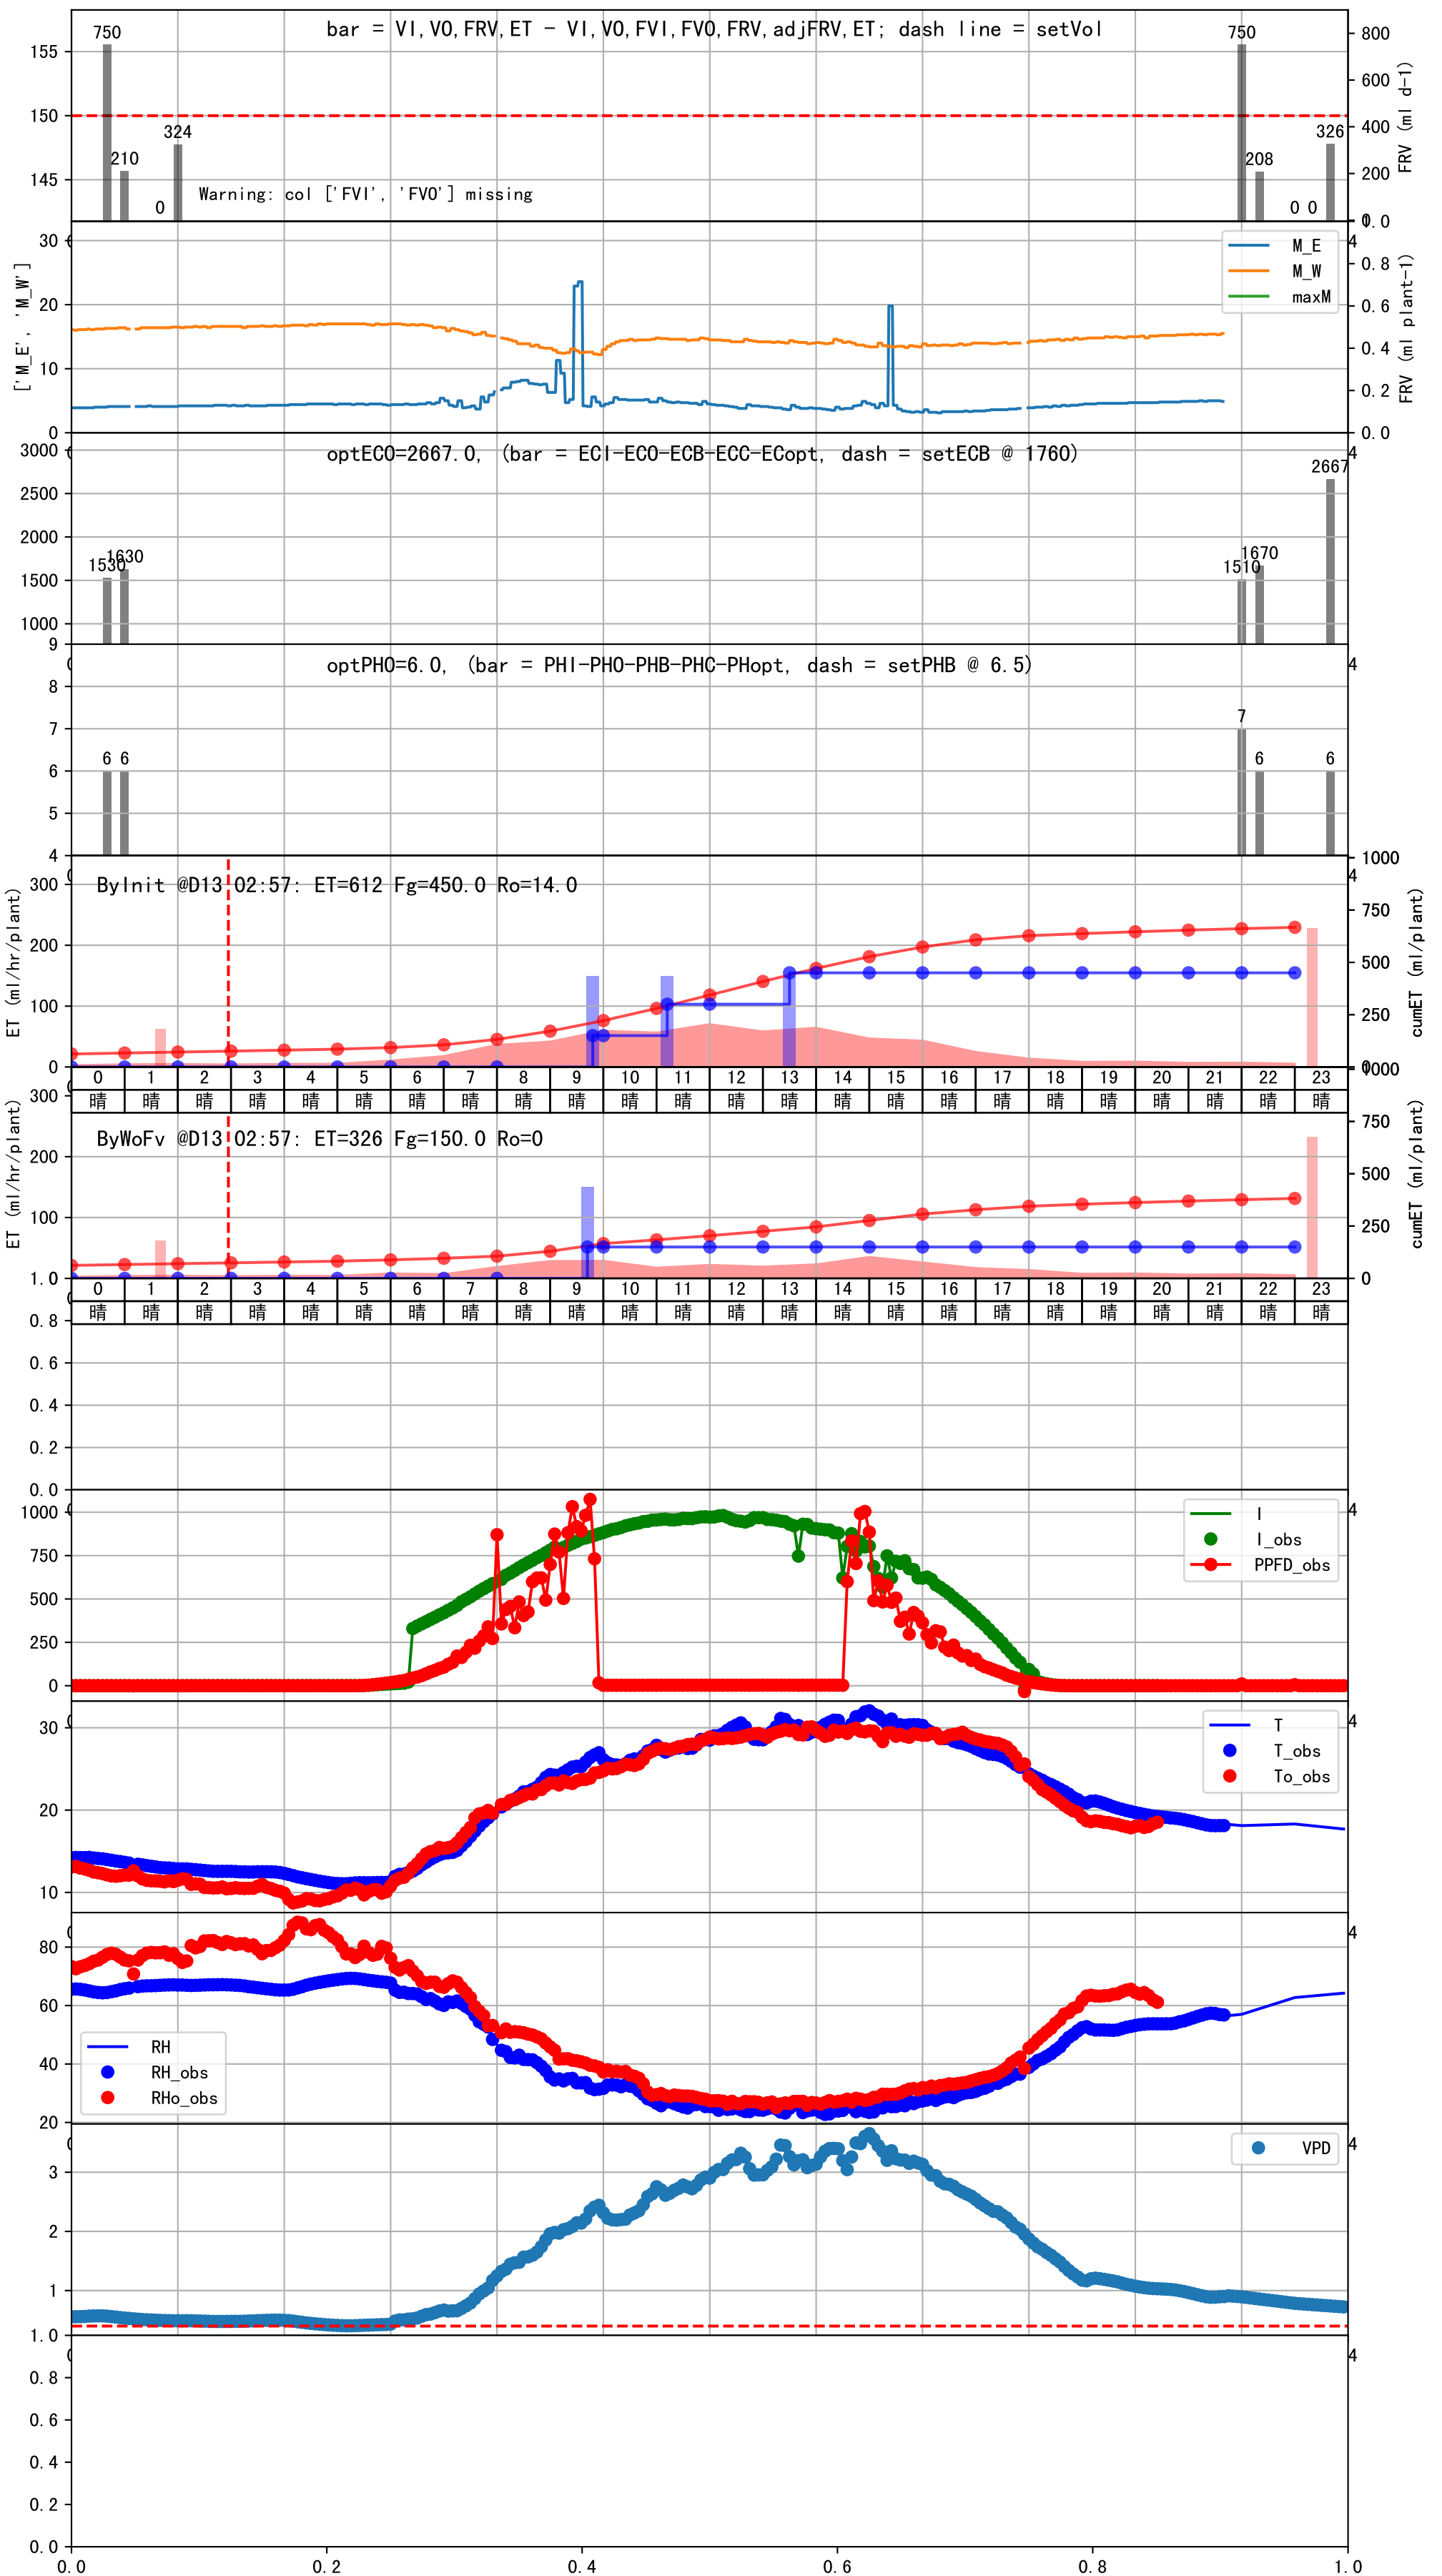 bar = VI,VO,FRV,ET - VI,VO,FVI,FVO,FRV,adjFRV,ET; dash line = setVol
750
210
0
324
750
208
0 0
326
Warning: col ['FVI', 'FVO'] missing
155
150
145
800
600
400
200
FRV (ml d-1)
1.0
['M_E', 'M_W']
30
20
10
0
M_E
M_W
maxM
0.8
0.6
0.4
0.2
0.0
FRV (ml plant-1)
optECO=2667.0, (bar = ECI-ECO-ECB-ECC-ECopt, dash = setECB @ 1760)
3000
2500
2000
1500
1000
1530
1630
1510
1670
2667
optPHO=6.0, (bar = PHI-PHO-PHB-PHC-PHopt, dash = setPHB @ 6.5)
9
8
7
6
5
4
6 6
7
6
6
ByInit @D13 02:57: ET=612 Fg=450.0 Ro=14.0
ET (ml/hr/plant)
300
200
100
0
1000
750
500
250
cumET (ml/plant)
0 1 2 3 4 5 6 7 8 9 10 11 12 13 14 15 16 17 18 19 20 21 22 23
晴 晴 晴 晴 晴 晴 晴 晴 晴 晴 晴 晴 晴 晴 晴 晴 晴 晴 晴 晴 晴 晴 晴 晴
ByWoFv @D13 02:57: ET=326 Fg=150.0 Ro=0
ET (ml/hr/plant)
300
200
100
1000
750
500
250
0
cumET (ml/plant)
0 1 2 3 4 5 6 7 8 9 10 11 12 13 14 15 16 17 18 19 20 21 22 23
晴 晴 晴 晴 晴 晴 晴 晴 晴 晴 晴 晴 晴 晴 晴 晴 晴 晴 晴 晴 晴 晴 晴 晴
1.0
0.8
0.6
0.4
0.2
0.0
1000
750
500
250
0
I
I_obs
PPFD_obs
30
20
10
T
T_obs
To_obs
80
60
40
20
RH
RH_obs
RHo_obs
3
2
1
VPD
1.0
0.8
0.6
0.4
0.2
0.0
0.0 0.2 0.4 0.6 0.8 1.0